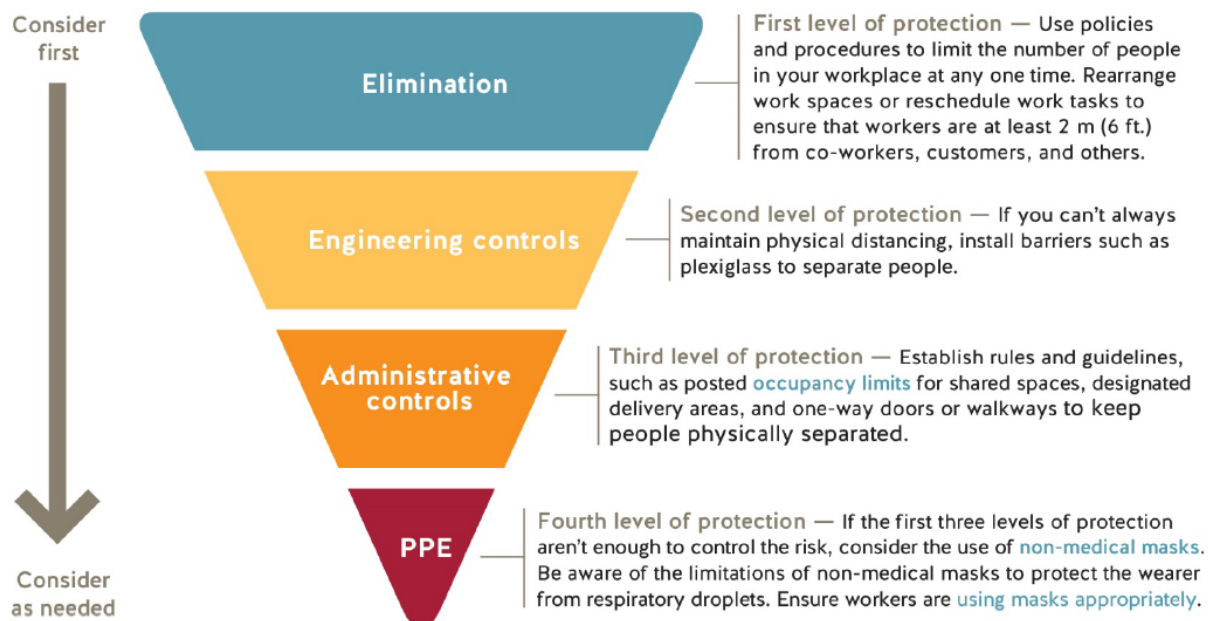 Consider
first
Elimination
First level of protection — Use policies
and procedures to limit the number of people
in your workplace at any one time. Rearrange
work spaces or reschedule work tasks to
ensure that workers are at least 2 m (6 ft.)
from co-workers, customers, and others.
Engineering controls
Second level of protection — If you can't always
maintain physical distancing, install barriers such as
plexiglass to separate people.
Administrative
controls
Third level of protection — Establish rules and guidelines,
such as posted occupancy limits for shared spaces, designated
delivery areas, and one-way doors or walkways to keep
people physically separated.
PPE
Fourth level of protection — If the first three levels of protection
aren't enough to control the risk, consider the use of non-medical masks.
Be aware of the limitations of non-medical masks to protect the wearer
from respiratory droplets. Ensure workers are using masks appropriately.
Consider
as needed